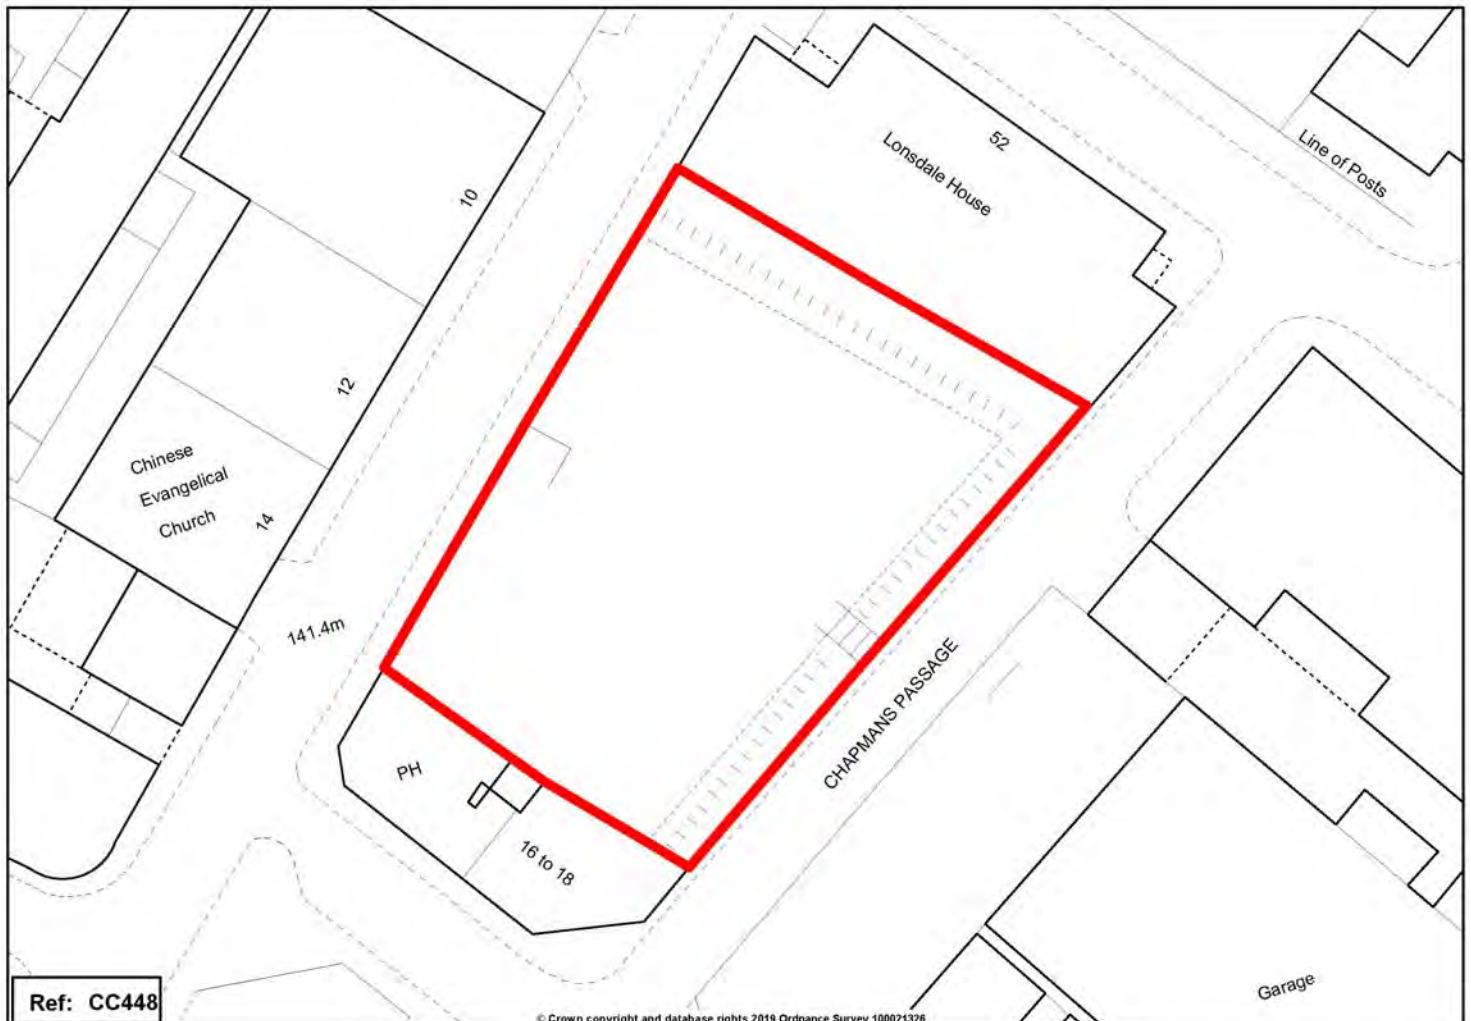 52
Lonsdale House
Line of Posts
10
12
Chinese
Evangelical
Church
14
141.4m
CHAPMANS PASSAGE
PH
16 to 18
Garage
Ref: CC448
© Crown copyright and database rights 2019 Ordnance Survey 100021326